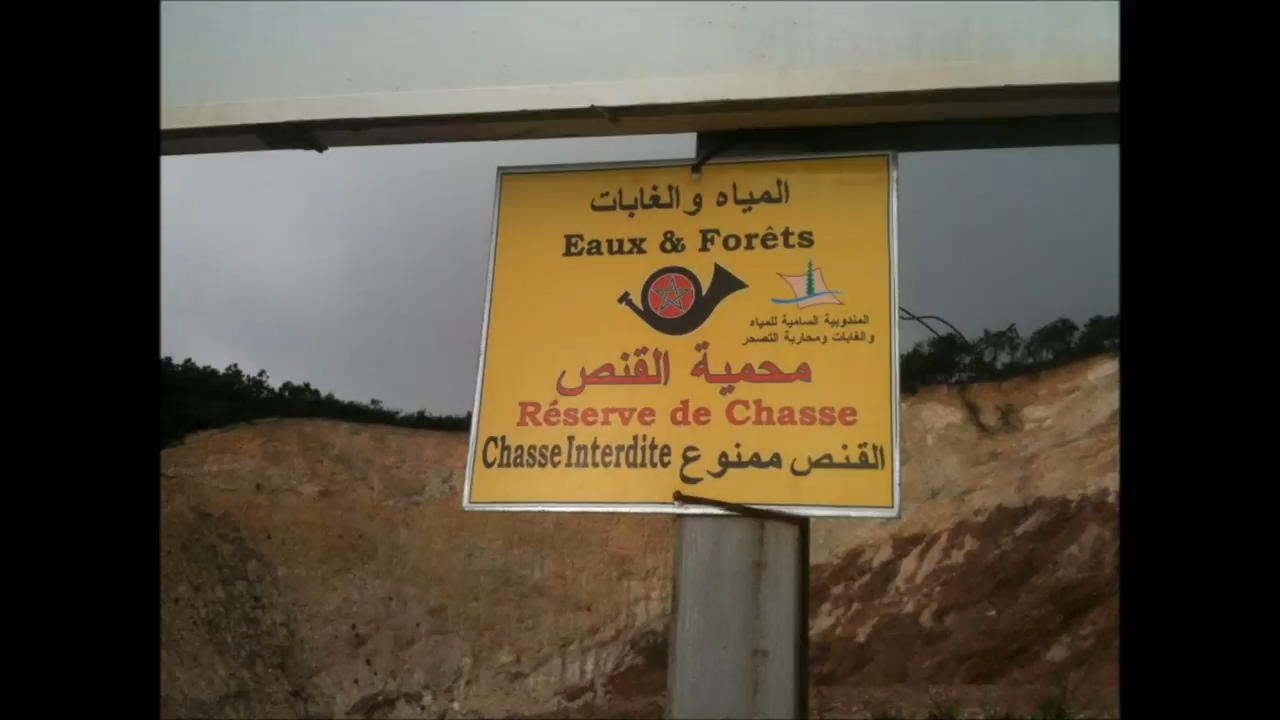 المياه والغابات
Eaux & Forêts
المندوبية السامية للمياه
والغابات ومحاربة التصحر
محمية القنص
Réserve de Chasse
Chasse Interdite القنص ممنوع